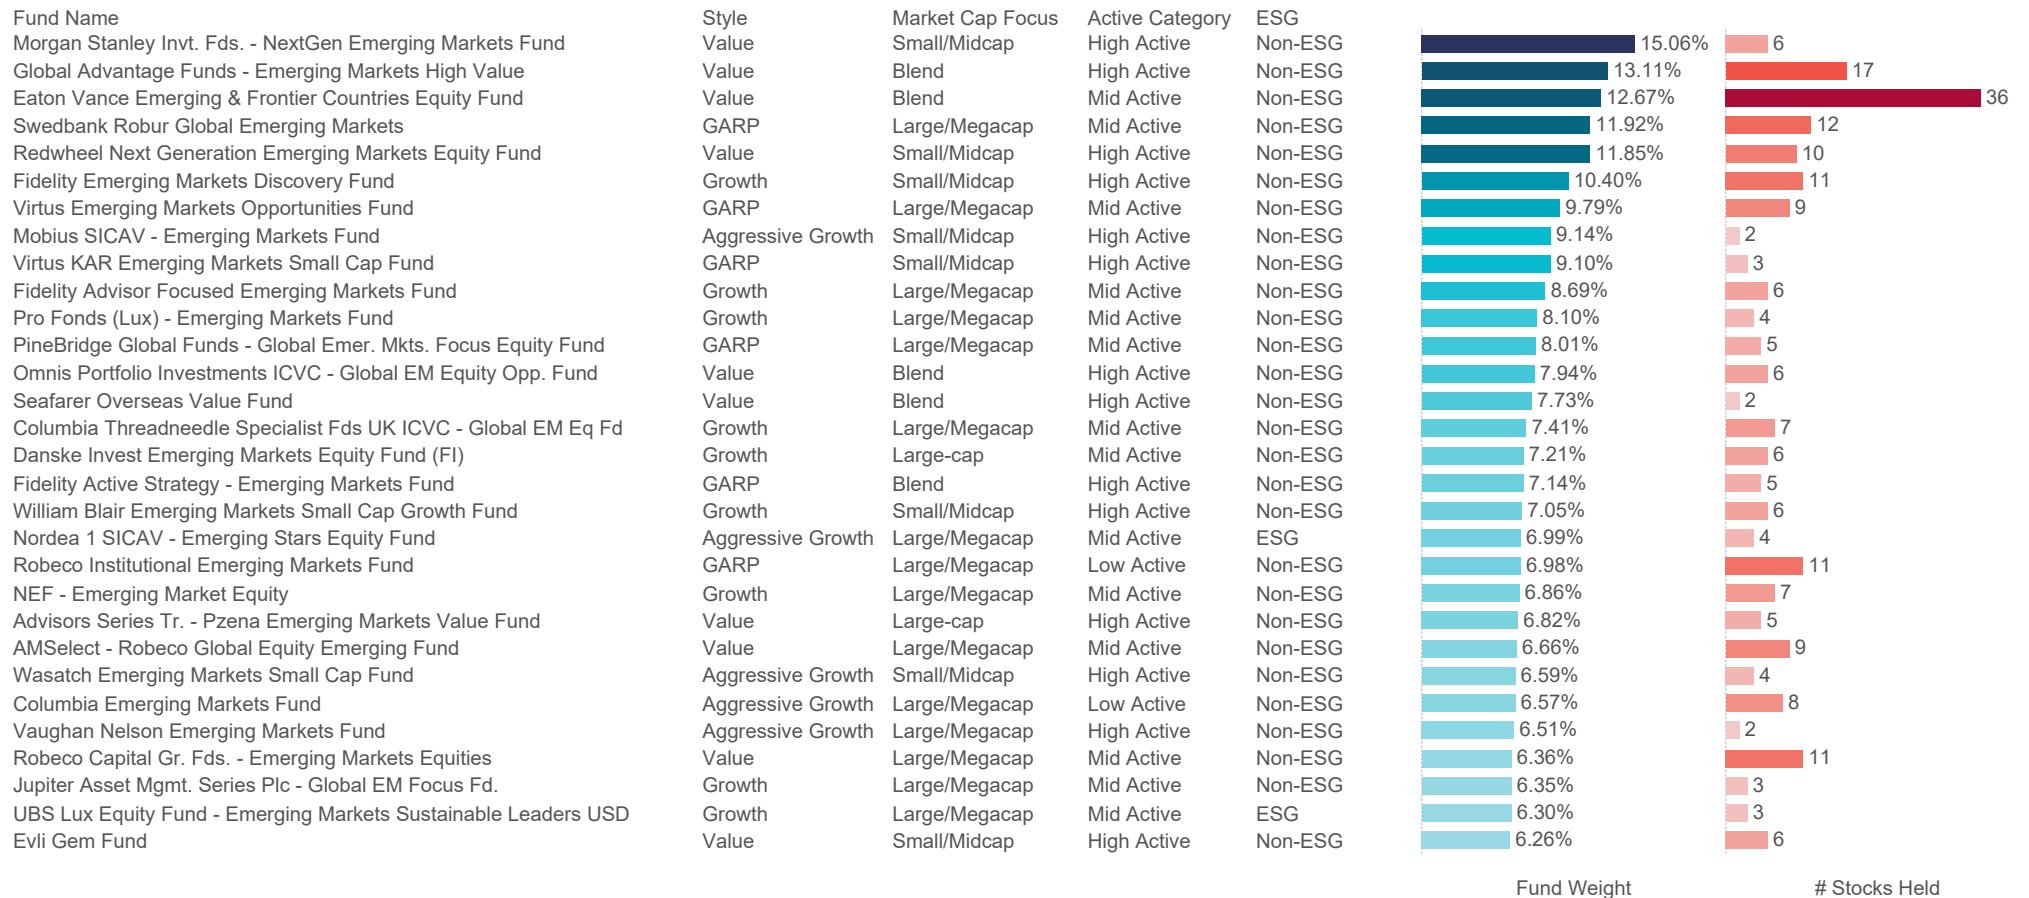 Fund Name Style Market Cap Focus Active Category ESG
Morgan Stanley Invt. Fds. - NextGen Emerging Markets Fund Value Small/Midcap High Active Non-ESG 15.06% 6
Global Advantage Funds - Emerging Markets High Value Value Blend High Active Non-ESG 13.11% 17
Eaton Vance Emerging & Frontier Countries Equity Fund Value Blend Mid Active Non-ESG 12.67% 36
Swedbank Robur Global Emerging Markets GARP Large/Megacap Mid Active Non-ESG 11.92% 12
Redwheel Next Generation Emerging Markets Equity Fund Value Small/Midcap High Active Non-ESG 11.85% 10
Fidelity Emerging Markets Discovery Fund Growth Small/Midcap High Active Non-ESG 10.40% 11
Virtus Emerging Markets Opportunities Fund GARP Large/Megacap Mid Active Non-ESG 9.79% 9
Mobius SICAV - Emerging Markets Fund Aggressive Growth Small/Midcap High Active Non-ESG 9.14% 2
Virtus KAR Emerging Markets Small Cap Fund GARP Small/Midcap High Active Non-ESG 9.10% 3
Fidelity Advisor Focused Emerging Markets Fund Growth Large/Megacap Mid Active Non-ESG 8.69% 6
Pro Fonds (Lux) - Emerging Markets Fund Growth Large/Megacap Mid Active Non-ESG 8.10% 4
PineBridge Global Funds - Global Emer. Mkts. Focus Equity Fund GARP Large/Megacap Mid Active Non-ESG 8.01% 5
Omnis Portfolio Investments ICVC - Global EM Equity Opp. Fund Value Blend High Active Non-ESG 7.94% 6
Seafarer Overseas Value Fund Value Blend High Active Non-ESG 7.73% 2
Columbia Threadneedle Specialist Fds UK ICVC - Global EM Eq Fd Growth Large/Megacap Mid Active Non-ESG 7.41% 7
Danske Invest Emerging Markets Equity Fund (FI) Growth Large-cap Mid Active Non-ESG 7.21% 6
Fidelity Active Strategy - Emerging Markets Fund GARP Blend High Active Non-ESG 7.14% 5
William Blair Emerging Markets Small Cap Growth Fund Growth Small/Midcap High Active Non-ESG 7.05% 6
Nordea 1 SICAV - Emerging Stars Equity Fund Aggressive Growth Large/Megacap Mid Active ESG 6.99% 4
Robeco Institutional Emerging Markets Fund GARP Large/Megacap Low Active Non-ESG 6.98% 11
NEF - Emerging Market Equity Growth Large/Megacap Mid Active Non-ESG 6.86% 7
Advisors Series Tr. - Pzena Emerging Markets Value Fund Value Large-cap High Active Non-ESG 6.82% 5
AMSelect - Robeco Global Equity Emerging Fund Value Large/Megacap Mid Active Non-ESG 6.66% 9
Wasatch Emerging Markets Small Cap Fund Aggressive Growth Small/Midcap High Active Non-ESG 6.59% 4
Columbia Emerging Markets Fund Aggressive Growth Large/Megacap Low Active Non-ESG 6.57% 8
Vaughan Nelson Emerging Markets Fund Aggressive Growth Large/Megacap High Active Non-ESG 6.51% 2
Robeco Capital Gr. Fds. - Emerging Markets Equities Value Large/Megacap Mid Active Non-ESG 6.36% 11
Jupiter Asset Mgmt. Series Plc - Global EM Focus Fd. Growth Large/Megacap Mid Active Non-ESG 6.35% 3
UBS Lux Equity Fund - Emerging Markets Sustainable Leaders USD Growth Large/Megacap Mid Active ESG 6.30% 3
Evli Gem Fund Value Small/Midcap High Active Non-ESG 6.26% 6
Fund Weight # Stocks Held